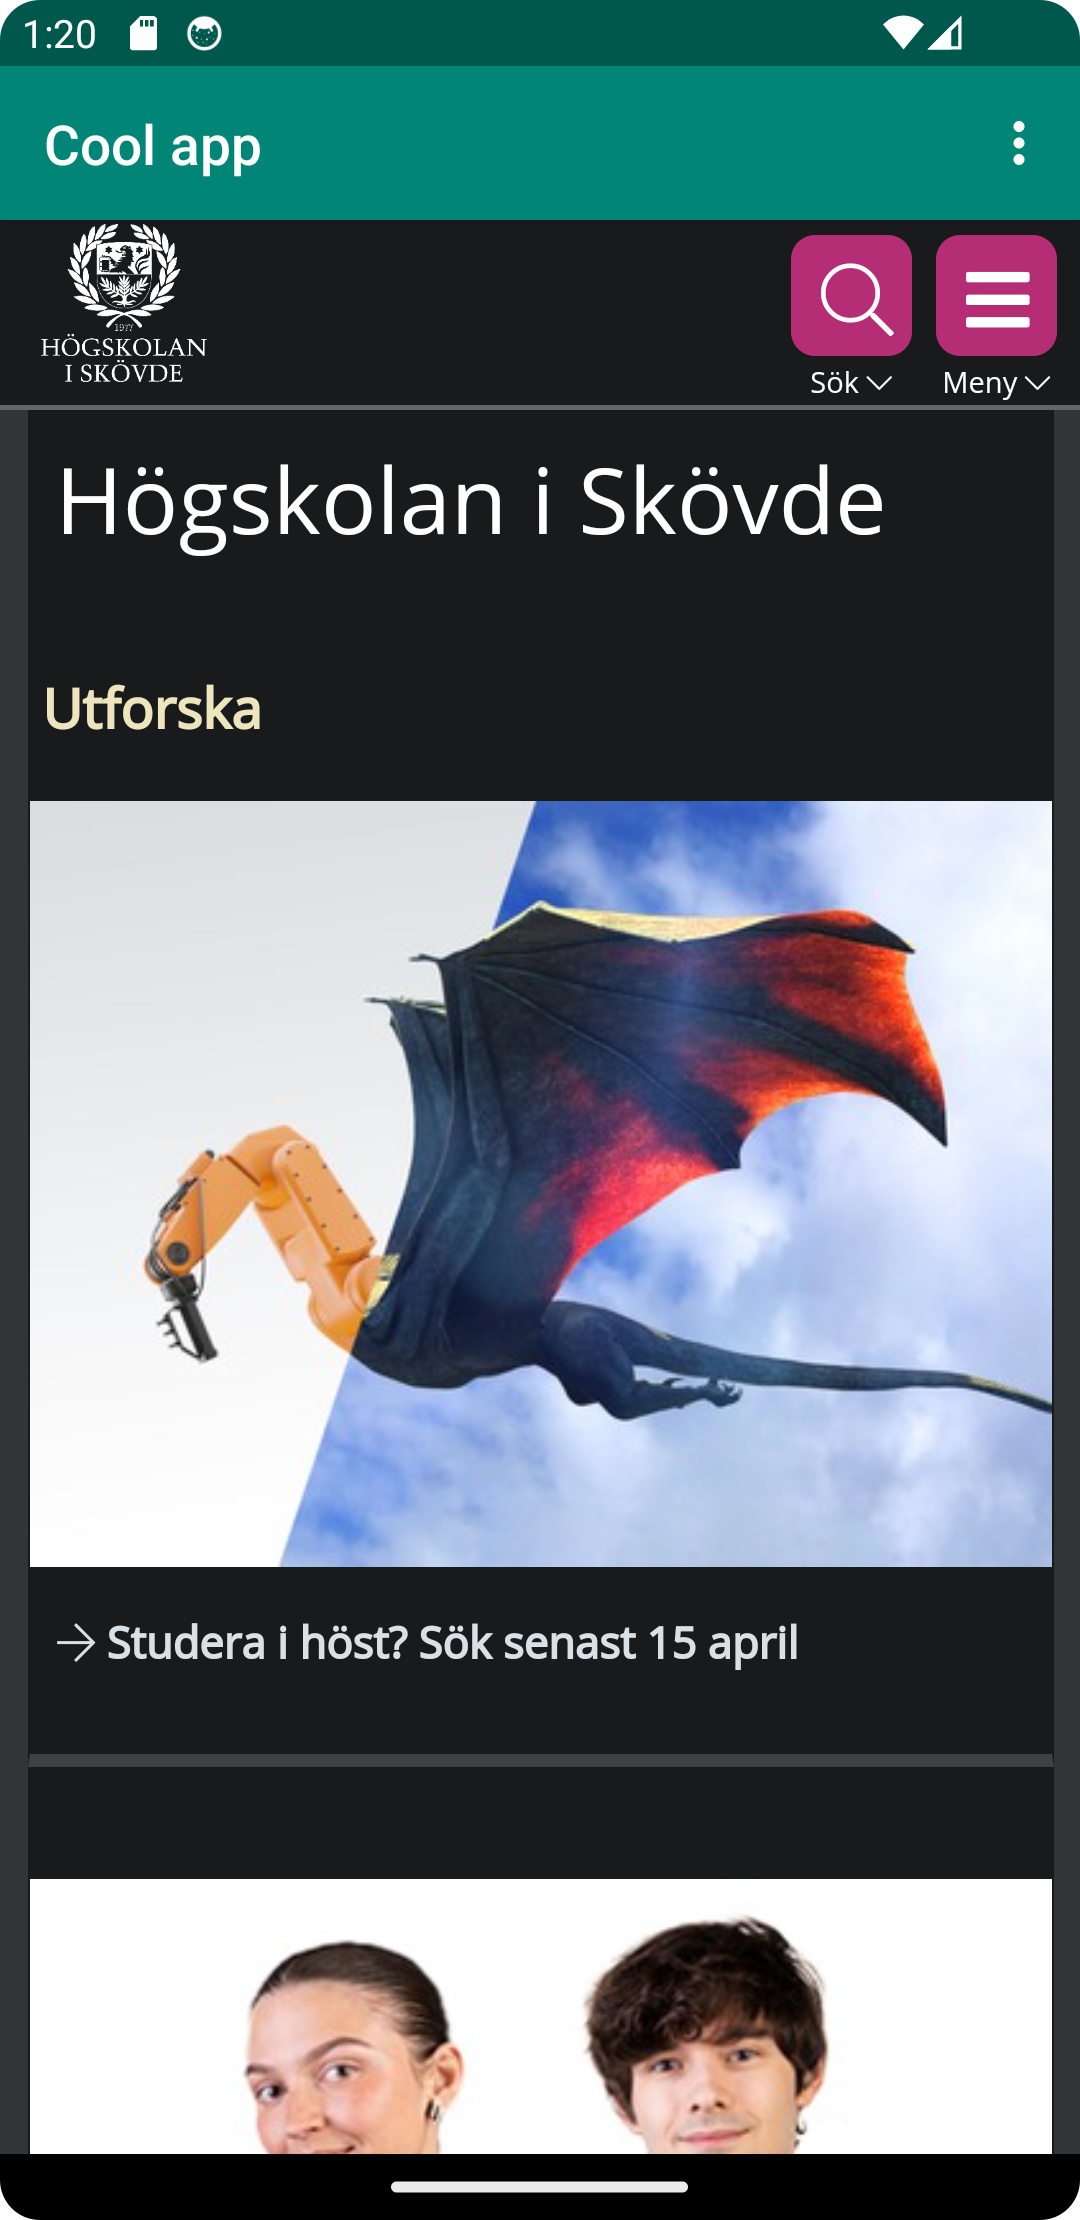 1:20
Cool app
1977
HÖGSKOLAN
I SKÖVDE
Sök
Meny
Högskolan i Skövde
Utforska
Studera i höst? Sök senast 15 april